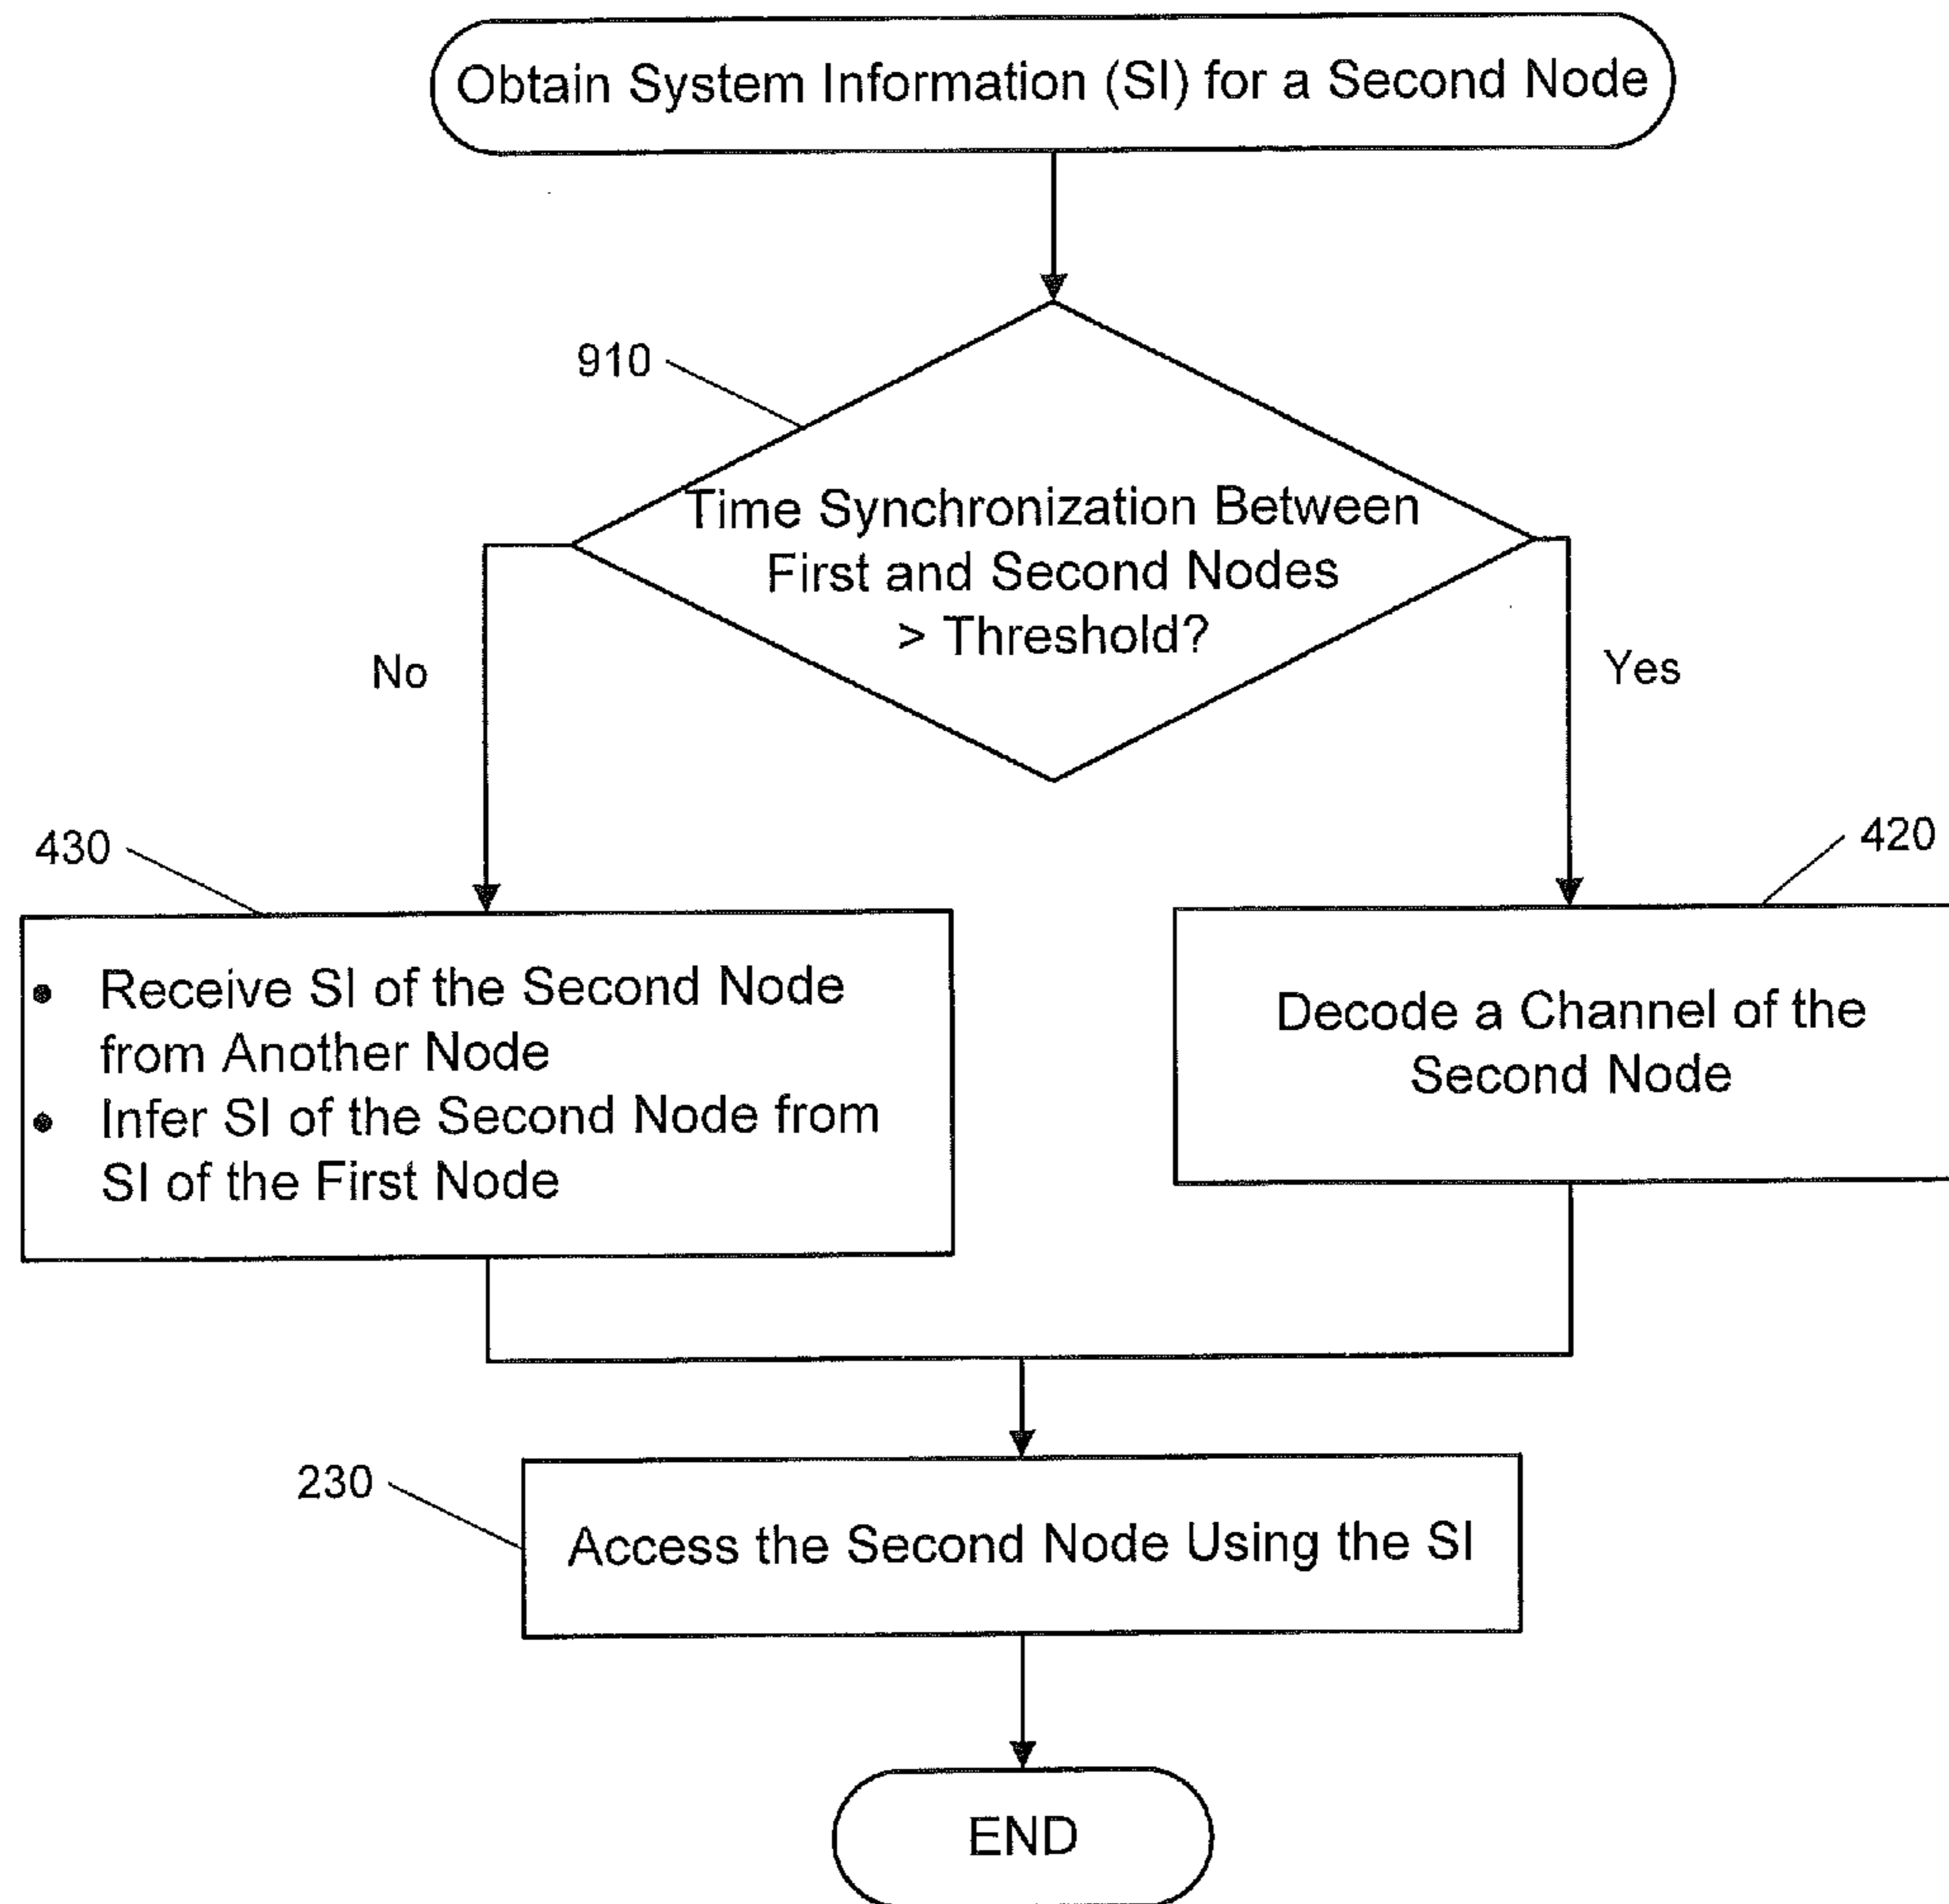 Obtain System Information (SI) for a Second Node
910
Time Synchronization Between
First and Second Nodes
> Threshold?
No
Yes
430
420
• Receive SI of the Second Node
from Another Node
• Infer SI of the Second Node from
SI of the First Node
Decode a Channel of the
Second Node
230
Access the Second Node Using the SI
END